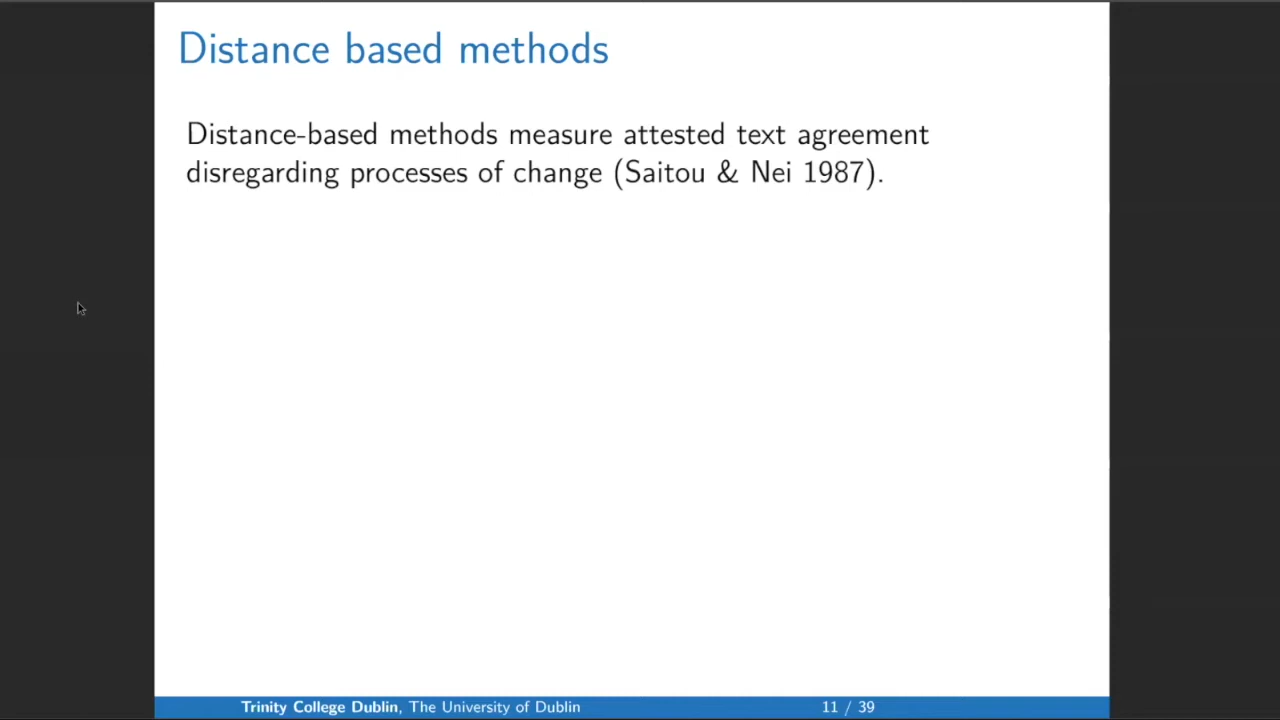 Distance based methods
Distance-based methods measure attested text agreement
disregarding processes of change (Saitou & Nei 1987).
Trinity College Dublin, The University of Dublin 11 / 39